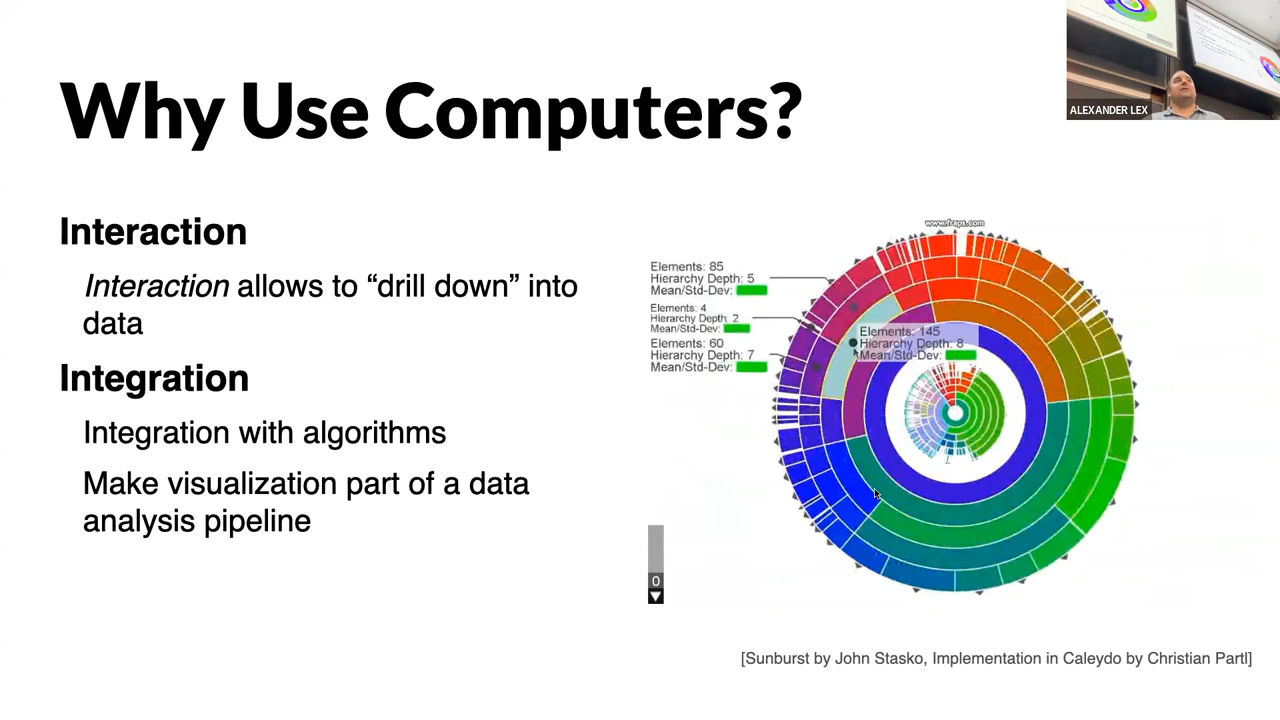 Why Use Computers?
ALEXANDER LEX
Interaction
Interaction allows to “drill down” into
data
Integration
Integration with algorithms
Make visualization part of a data
analysis pipeline
www.fraps.com
Elements: 85
Hierarchy Depth: 5
Mean/Std-Dev:
Elements: 4
Hierarchy Depth: 2
Mean/Std-Dev:
Elements: 60
Hierarchy Depth: 7
Mean/Std-Dev:
Elements: 145
Hierarchy Depth: 8
Mean/Std-Dev:
0
[Sunburst by John Stasko, Implementation in Caleydo by Christian Partl]